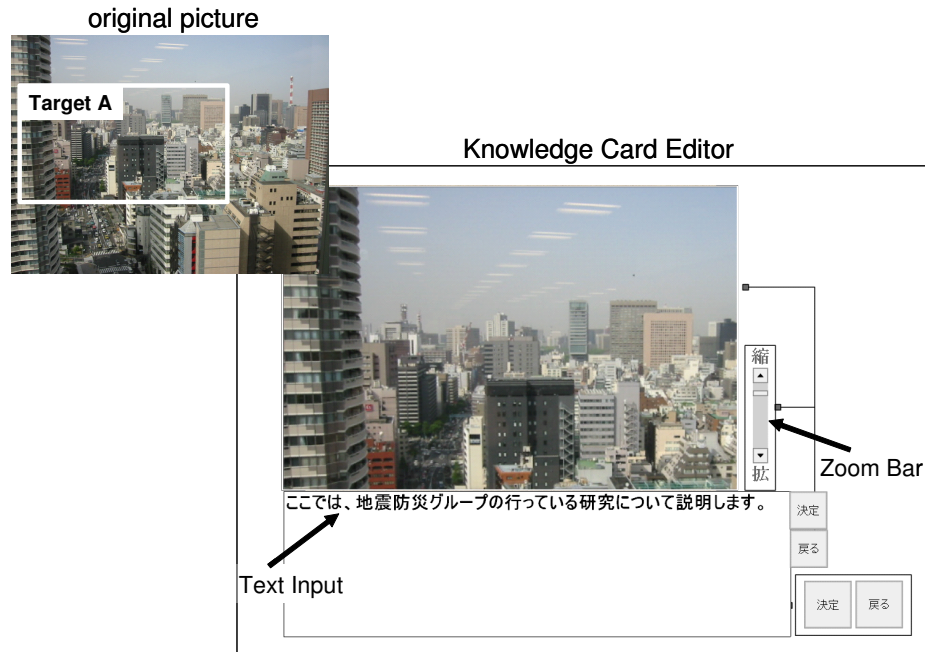 original picture
Target A
Knowledge Card Editor
縮
拡
Zoom Bar
ここでは、地震防災グループの行っている研究について説明します。
決定
戻る
Text Input
決定 戻る